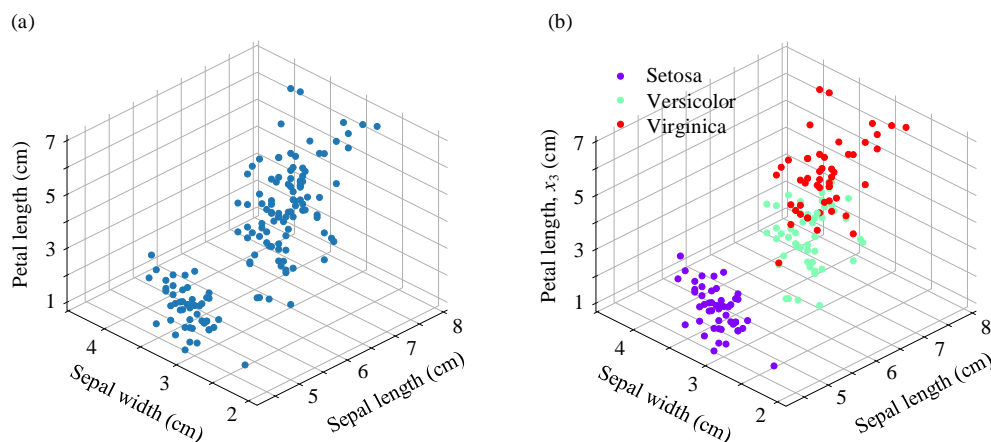 (a)
Petal length (cm)
7
5
3
1
4
3
2
Sepal width (cm)
5
6
7
8
Sepal length (cm)
(b)
Setosa
Versicolor
Virginica
Petal length, x₃ (cm)
7
5
3
1
4
3
2
Sepal width (cm)
5
6
7
8
Sepal length (cm)